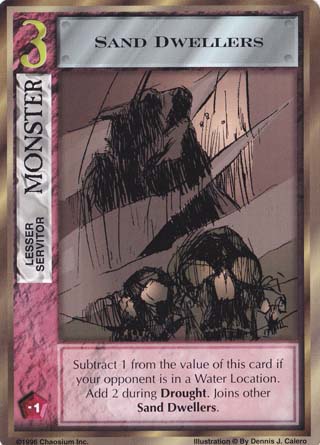 3
SAND DWELLERS
MONSTER
LESSER
SERVITOR
Subtract 1 from the value of this card if
your opponent is in a Water Location.
Add 2 during Drought. Joins other
Sand Dwellers.
-1
©1996 Chaosium Inc.
Illustration © By Dennis J. Calero